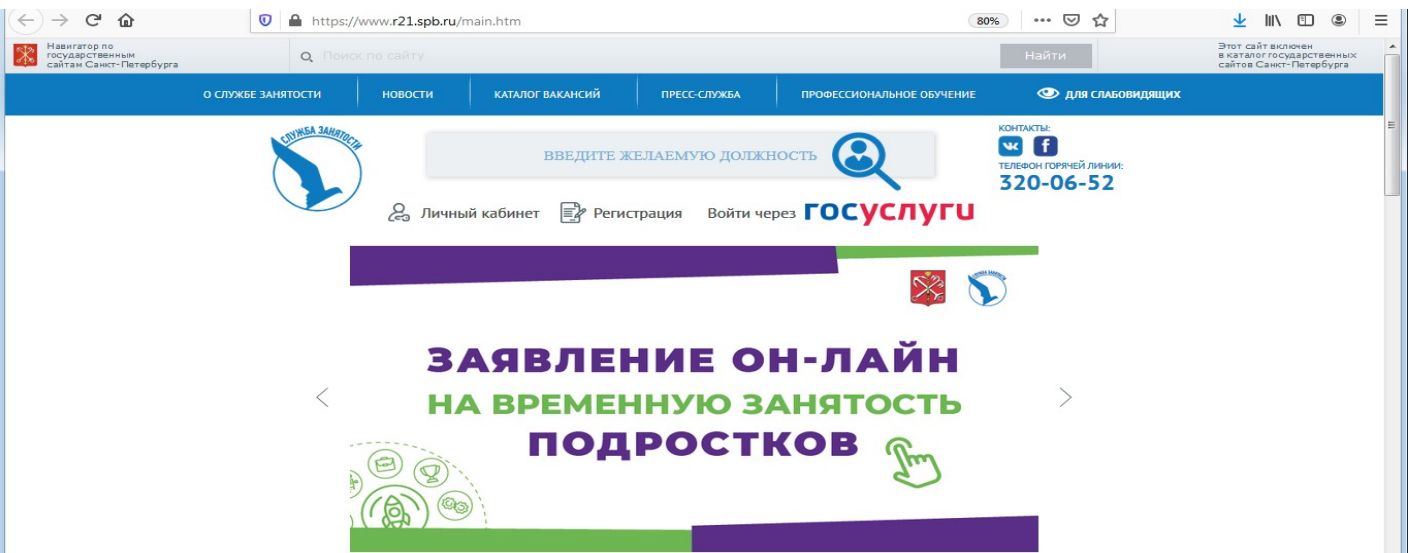 https://www.r21.spb.ru/main.htm
80%
Навигатор по
государственным
сайтам Санкт-Петербурга
Поиск по сайту
Найти
Этот сайт включен
в каталог государственных
сайтов Санкт-Петербурга
О СЛУЖБЕ ЗАНЯТОСТИ
НОВОСТИ
КАТАЛОГ ВАКАНСИЙ
ПРЕСС-СЛУЖБА
ПРОФЕССИОНАЛЬНОЕ ОБУЧЕНИЕ
ДЛЯ СЛАБОВИДЯЩИХ
СЛУЖБА ЗАНЯТОСТИ
ВВЕДИТЕ ЖЕЛАЕМУЮ ДОЛЖНОСТЬ
КОНТАКТЫ:
ТЕЛЕФОН ГОРЯЧЕЙ ЛИНИИ:
320-06-52
Личный кабинет
Регистрация
Войти через госуслуги
ЗАЯВЛЕНИЕ ОН-ЛАЙН
НА ВРЕМЕННУЮ ЗАНЯТОСТЬ
ПОДРОСТКОВ